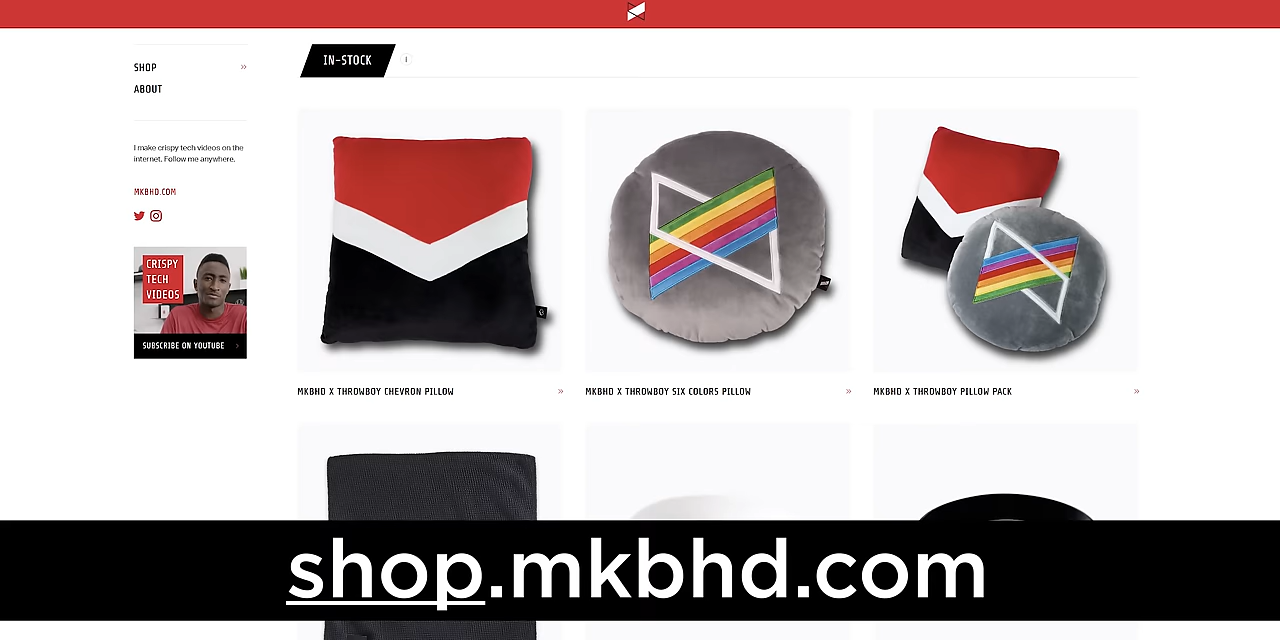 IN-STOCK
i
SHOP »
ABOUT
I make crispy tech videos on the
internet. Follow me anywhere.
MKBHD.COM
CRISPY
TECH
VIDEOS
SUBSCRIBE ON YOUTUBE >
MKBHD X THROWBOY CHEVRON PILLOW »
MKBHD X THROWBOY SIX COLORS PILLOW »
MKBHD X THROWBOY PILLOW PACK »
shop.mkbhd.com